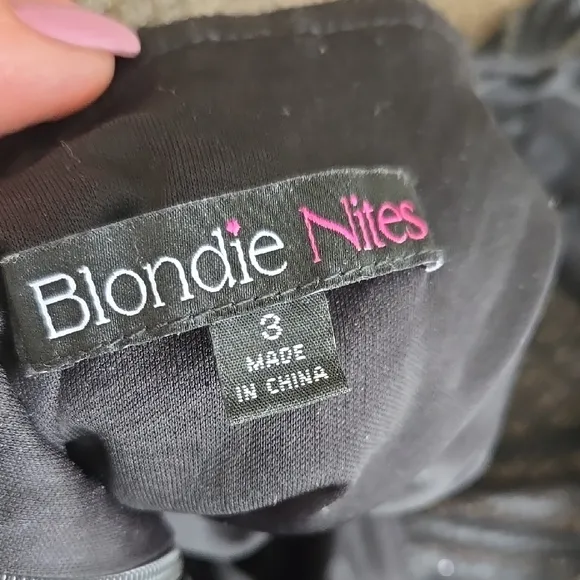 Blondie Nites
3
MADE
IN CHINA